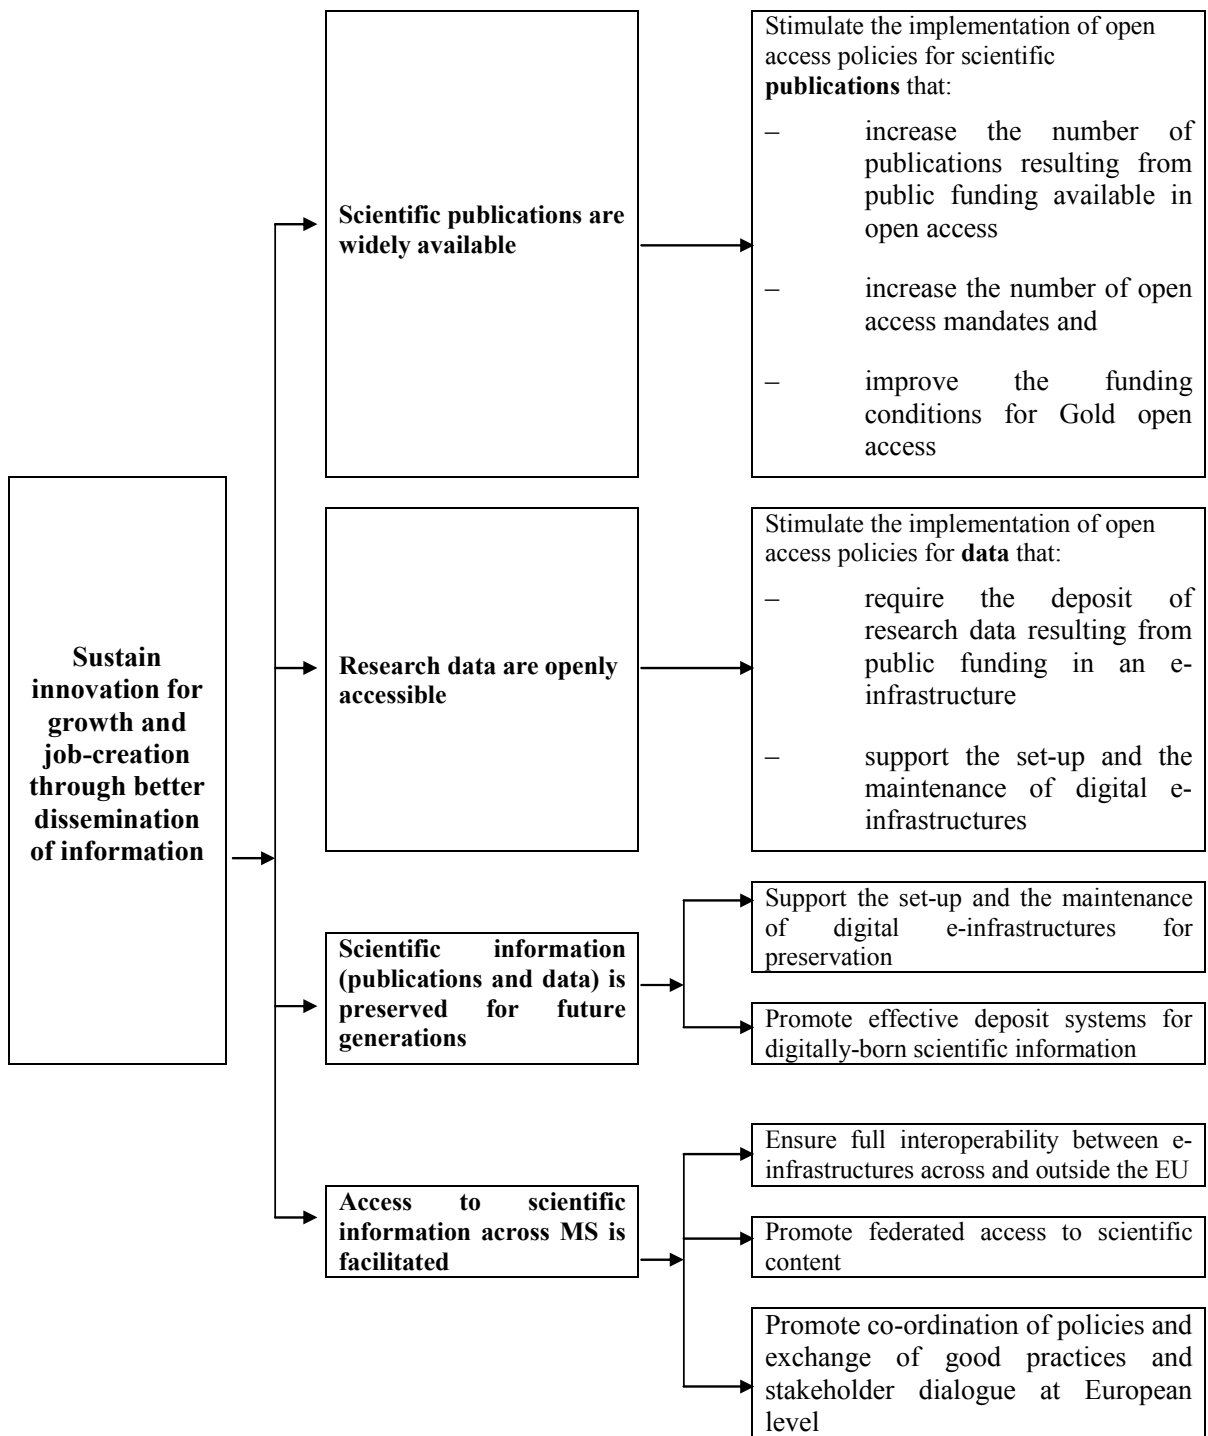 Sustain
innovation for
growth and
job-creation
through better
dissemination
of information
Scientific publications are
widely available
Stimulate the implementation of open
access policies for scientific
publications that:
– increase the number of
publications resulting from
public funding available in
open access
– increase the number of open
access mandates and
– improve the funding
conditions for Gold open
access
Research data are openly
accessible
Stimulate the implementation of open
access policies for data that:
– require the deposit of
research data resulting from
public funding in an e-
infrastructure
– support the set-up and the
maintenance of digital e-
infrastructures
Scientific information
(publications and data) is
preserved for future
generations
Support the set-up and the maintenance
of digital e-infrastructures for
preservation
Promote effective deposit systems for
digitally-born scientific information
Access to scientific
information across MS is
facilitated
Ensure full interoperability between e-
infrastructures across and outside the EU
Promote federated access to scientific
content
Promote co-ordination of policies and
exchange of good practices and
stakeholder dialogue at European
level